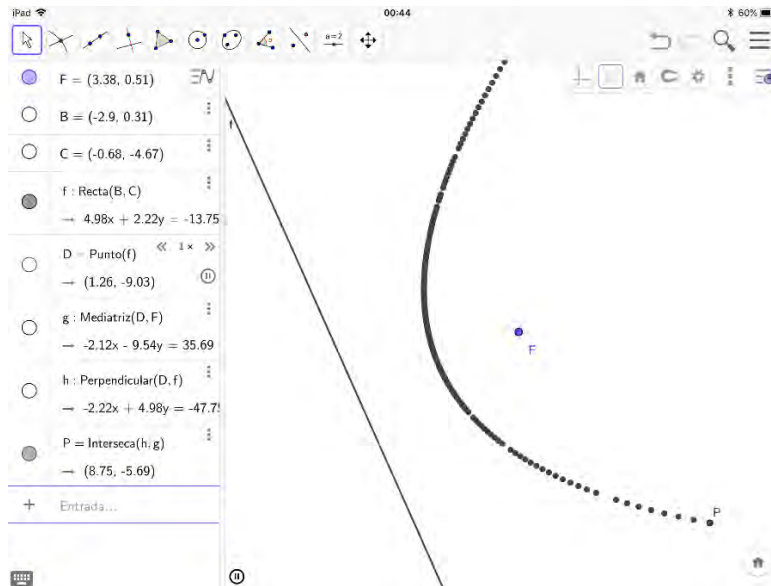 iPad
00:44
60%
a=2
F = (3.38, 0.51)
B = (-2.9, 0.31)
C = (-0.68, -4.67)
f : Recta(B, C)
→ 4.98x + 2.22y = -13.75
D = Punto(f)
1 ×
→ (1.26, -9.03)
g : Mediatriz(D, F)
→ -2.12x - 9.54y = 35.69
h : Perpendicular(D, f)
→ -2.22x + 4.98y = -47.75
P = Interseca(h, g)
→ (8.75, -5.69)
+ Entrada...
f
F
P